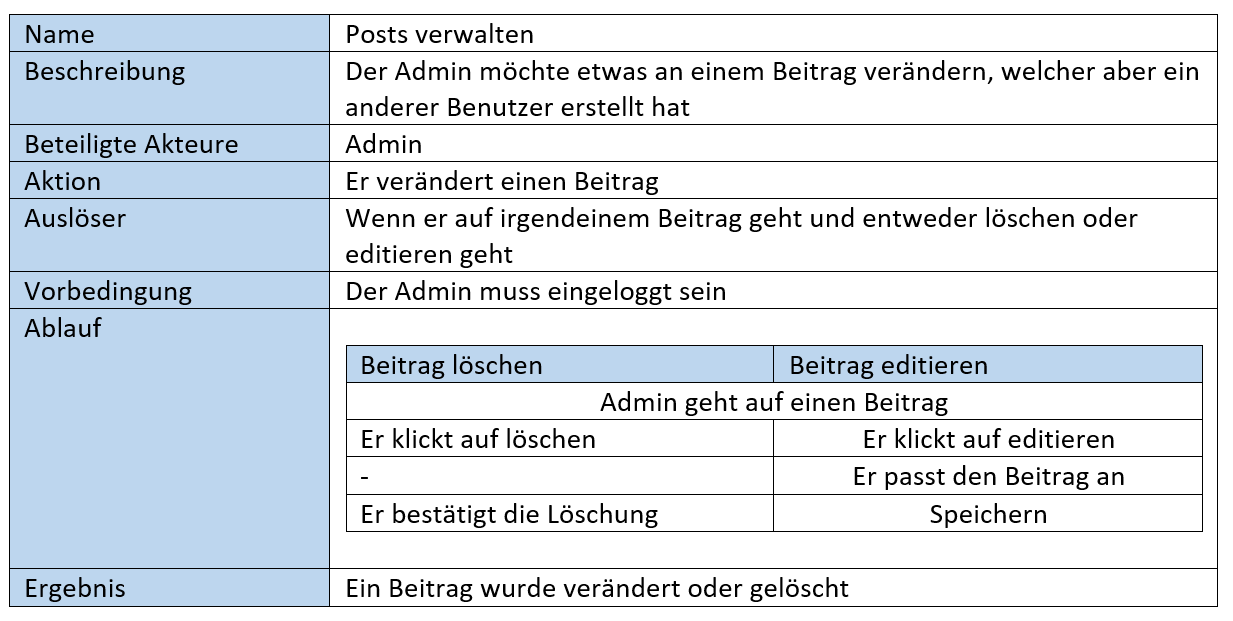 Name
Posts verwalten
Beschreibung
Der Admin möchte etwas an einem Beitrag verändern, welcher aber ein
anderer Benutzer erstellt hat
Beteiligte Akteure
Admin
Aktion
Er verändert einen Beitrag
Auslöser
Wenn er auf irgendeinem Beitrag geht und entweder löschen oder
editieren geht
Vorbedingung
Der Admin muss eingeloggt sein
Ablauf
Beitrag löschen
Beitrag editieren
Admin geht auf einen Beitrag
Er klickt auf löschen
Er klickt auf editieren
-
Er passt den Beitrag an
Er bestätigt die Löschung
Speichern
Ergebnis
Ein Beitrag wurde verändert oder gelöscht